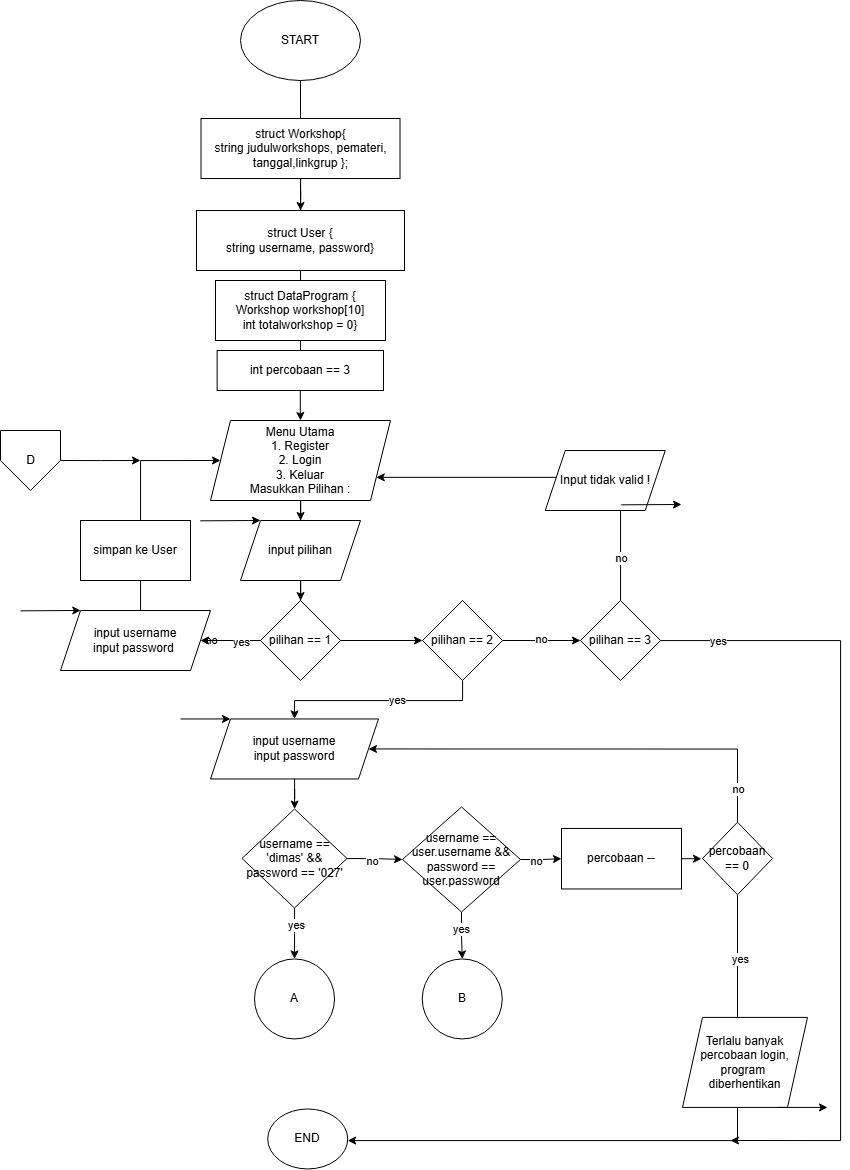 START
struct Workshop{
string judulworkshops, pemateri,
tanggal,linkgrup };
struct User {
string username, password}
struct DataProgram {
Workshop workshop[10]
int totalworkshop = 0}
int percobaan == 3
Menu Utama
1. Register
2. Login
3. Keluar
Masukkan Pilihan :
D
Input tidak valid !
simpan ke User
input pilihan
no
input username
input password
no
yes
pilihan == 1
pilihan == 2
no
pilihan == 3
yes
yes
input username
input password
no
username ==
'dimas' &&
password == '027'
no
username ==
user.username &&
password ==
user.password
no
percobaan --
percobaan
== 0
yes
yes
yes
A
B
Terlalu banyak
percobaan login,
program
diberhentikan
END